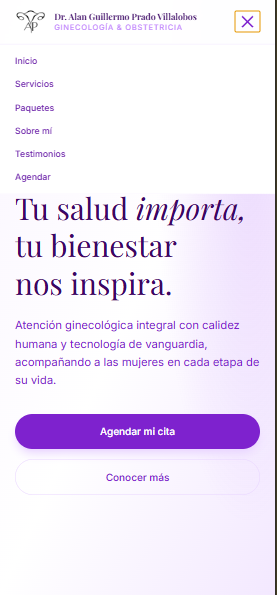 AP
Dr. Alan Guillermo Prado Villalobos
GINECOLOGÍA & OBSTETRICIA
Inicio
Servicios
Paquetes
Sobre mí
Testimonios
Agendar
Tu salud importa,
tu bienestar
nos inspira.
Atención ginecológica integral con calidez
humana y tecnología de vanguardia,
acompañando a las mujeres en cada etapa de
su vida.
Agendar mi cita
Conocer más